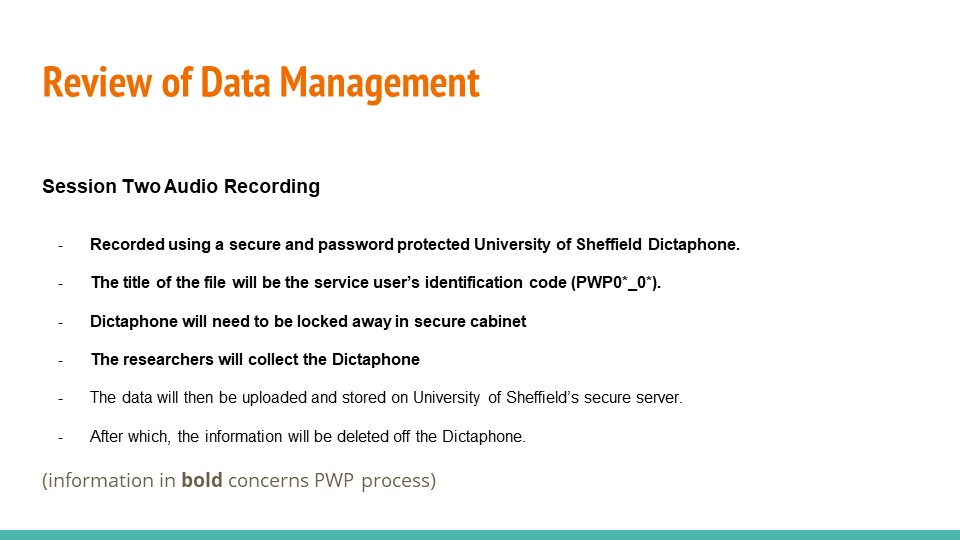 Review of Data Management
Session Two Audio Recording
- Recorded using a secure and password protected University of Sheffield Dictaphone.
- The title of the file will be the service user’s identification code (PWP0*_0*).
- Dictaphone will need to be locked away in secure cabinet
- The researchers will collect the Dictaphone
- The data will then be uploaded and stored on University of Sheffield’s secure server.
- After which, the information will be deleted off the Dictaphone.
(information in bold concerns PWP process)